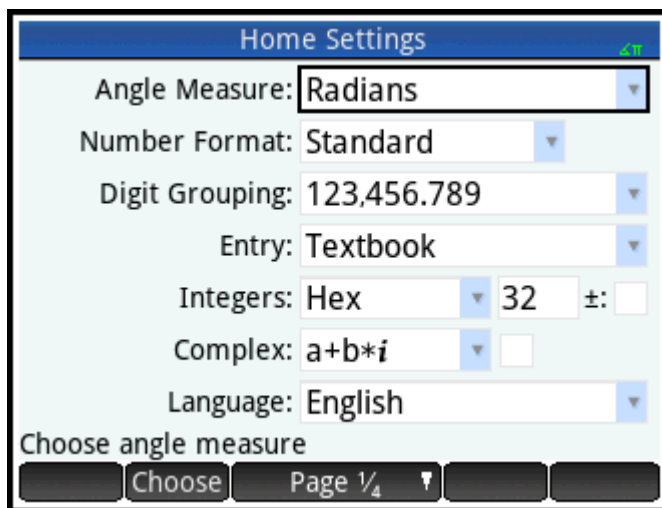 Home Settings
∡π
Angle Measure: Radians
Number Format: Standard
Digit Grouping: 123,456.789
Entry: Textbook
Integers: Hex 32 ±:
Complex: a+b*i
Language: English
Choose angle measure
Choose Page 1/4